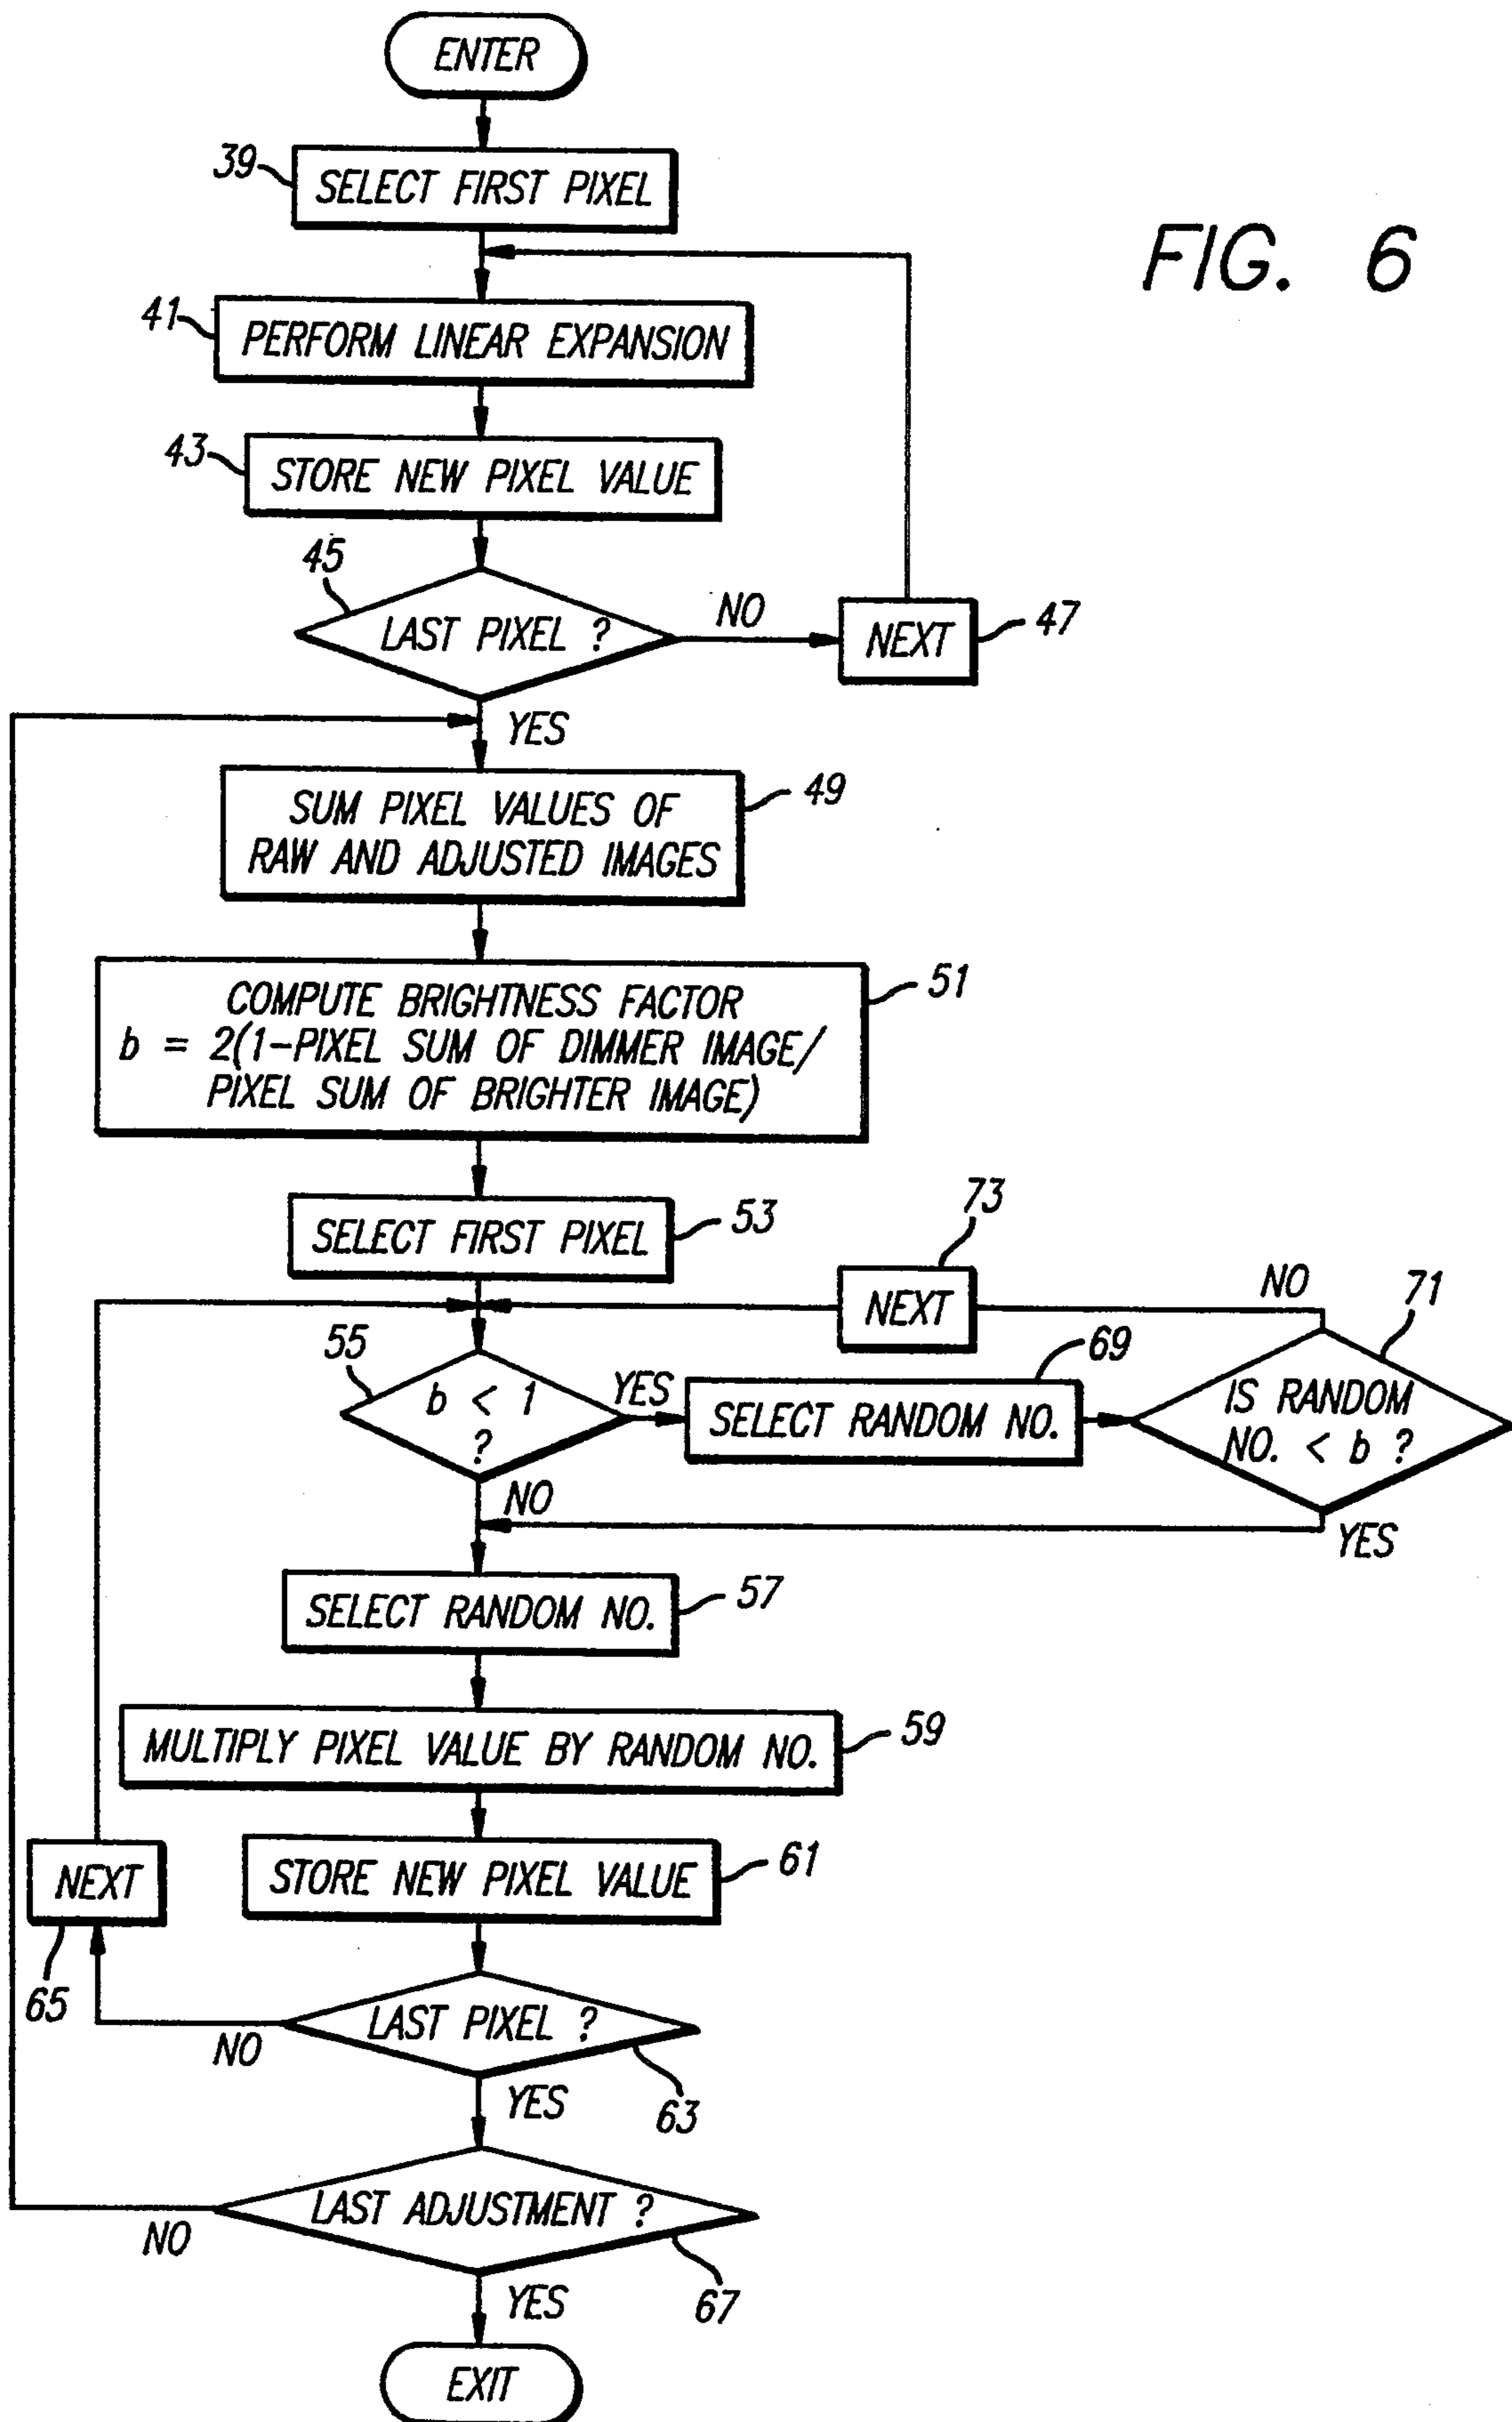 ENTER
39
SELECT FIRST PIXEL
FIG. 6
41
PERFORM LINEAR EXPANSION
43
STORE NEW PIXEL VALUE
45
LAST PIXEL ?
NO
NEXT
47
YES
SUM PIXEL VALUES OF
RAW AND ADJUSTED IMAGES
49
COMPUTE BRIGHTNESS FACTOR
b = 2(1-PIXEL SUM OF DIMMER IMAGE/
PIXEL SUM OF BRIGHTER IMAGE)
51
SELECT FIRST PIXEL
53
73
NEXT
NO
71
55
b < 1
?
YES
69
SELECT RANDOM NO.
IS RANDOM
NO. < b ?
NO
YES
SELECT RANDOM NO.
57
MULTIPLY PIXEL VALUE BY RANDOM NO.
59
NEXT
65
STORE NEW PIXEL VALUE
61
LAST PIXEL ?
NO
63
YES
LAST ADJUSTMENT ?
NO
67
YES
EXIT